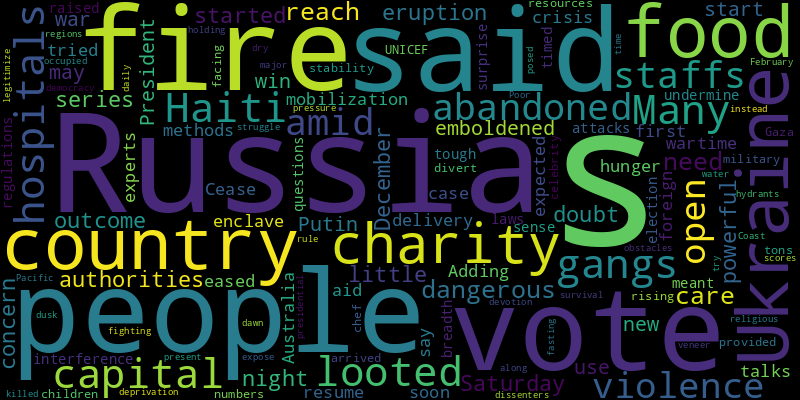 raised
regions
war
tried
may
series
legitimize
hospitals
regulations
President
fire
started
holding
facing
daily
dry
major
stability
win
reach
eruption
UNICEF
said
surprise
resources
crisis
posed
timed
time
start
food
February
occupied
democracy
Poor
staffs
undermine
instead
Haiti
mobilization
pressure
abandoned
Many
amid
emboldened
attacks
first
wartime
Gaza
experts
methods
struggle
Russia
questions
December
tough
divert
case
expected
celebrity
S
hunger
need
military
Ukraine
water
hydrants
Cease
outcome
enclave
Putin
delivery
laws
sense
doubt
election
foreign
open
powerful
Coast
tons
country
rule
charity
gangs
obstacles
try
scores
Pacific
authorities
eased
Adding
little
dangerous
meant
rising
care
concern
people
Australia
presidential
aid
chef
breadth
devotion
survival
vote
new
religious
dusk
dawn
fighting
say
fasting
veneer
provided
interference
present
expose
arrived
along
use
talks
capital
night
looted
Saturday
violence
killed
children
deprivation
numbers
resume
soon
dissenters